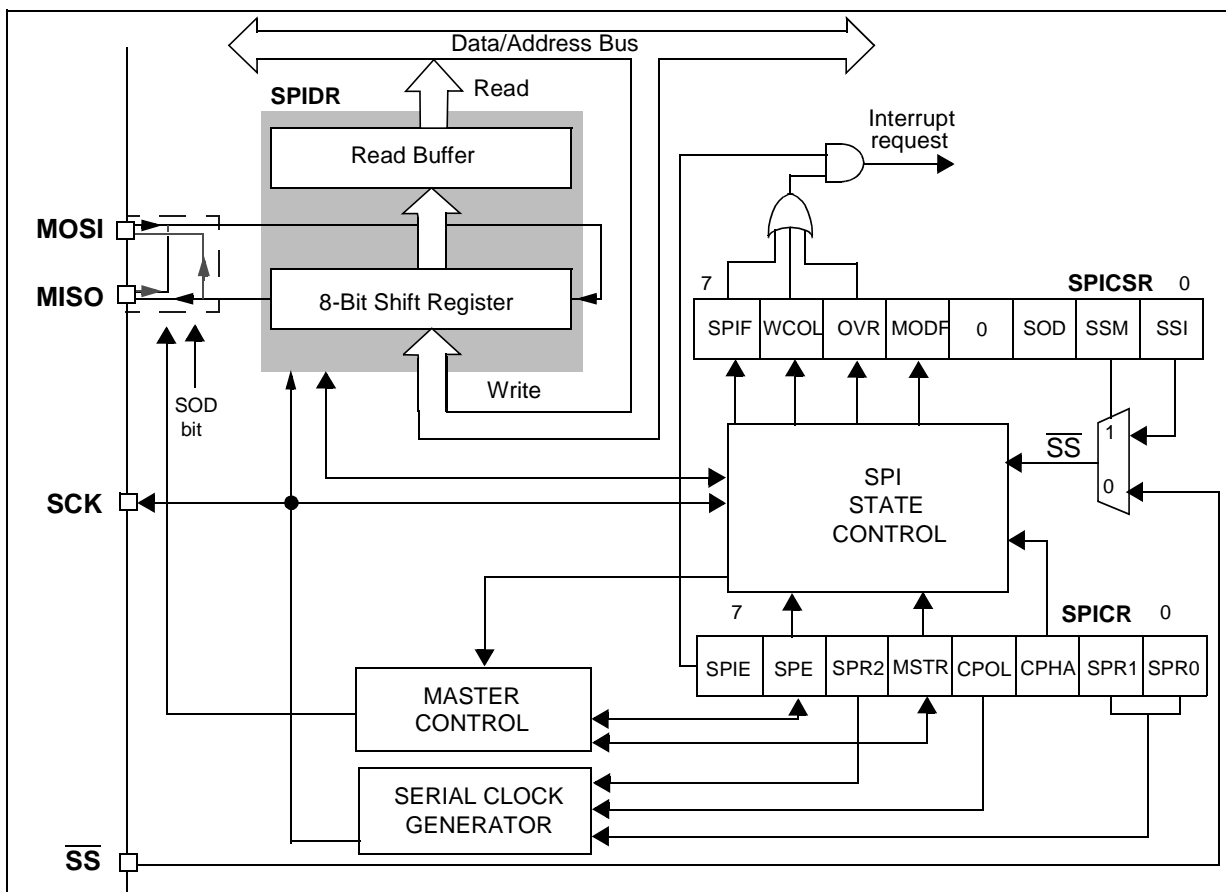 Data/Address Bus
SPIDR
Read
Read Buffer
Interrupt
request
MOSI
MISO
8-Bit Shift Register
Write
SOD
bit
7
SPICSR
0
SPIF
WCOL
OVR
MODF
0
SOD
SSM
SSI
1
SS
0
SCK
SPI
STATE
CONTROL
7
SPICR
0
SPIE
SPE
SPR2
MSTR
CPOL
CPHA
SPR1
SPR0
MASTER
CONTROL
SERIAL CLOCK
GENERATOR
SS